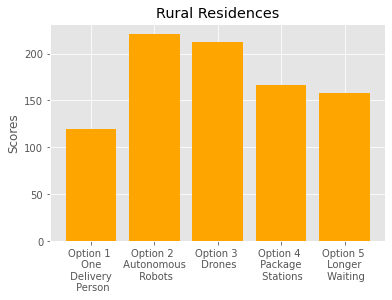 Rural Residences
Scores
200
150
100
50
0
Option 1
One
Delivery
Person
Option 2
Autonomous
Robots
Option 3
Drones
Option 4
Package
Stations
Option 5
Longer
Waiting